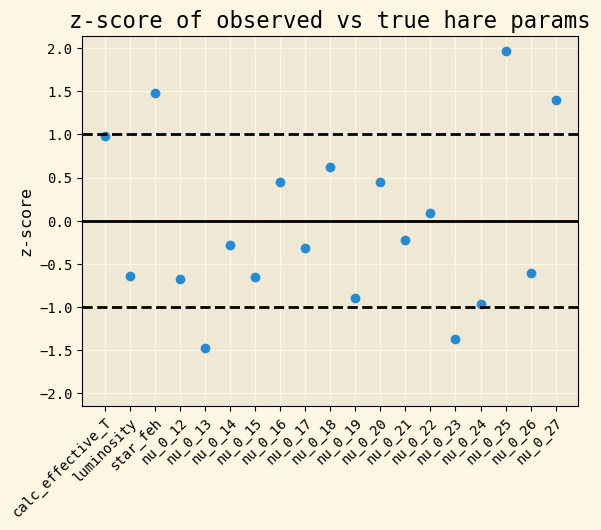 z-score of observed vs true hare params
z-score
2.0
1.5
1.0
0.5
0.0
−0.5
−1.0
−1.5
−2.0
calc_effective_T
luminosity
star_feh
nu_0_12
nu_0_13
nu_0_14
nu_0_15
nu_0_16
nu_0_17
nu_0_18
nu_0_19
nu_0_20
nu_0_21
nu_0_22
nu_0_23
nu_0_24
nu_0_25
nu_0_26
nu_0_27